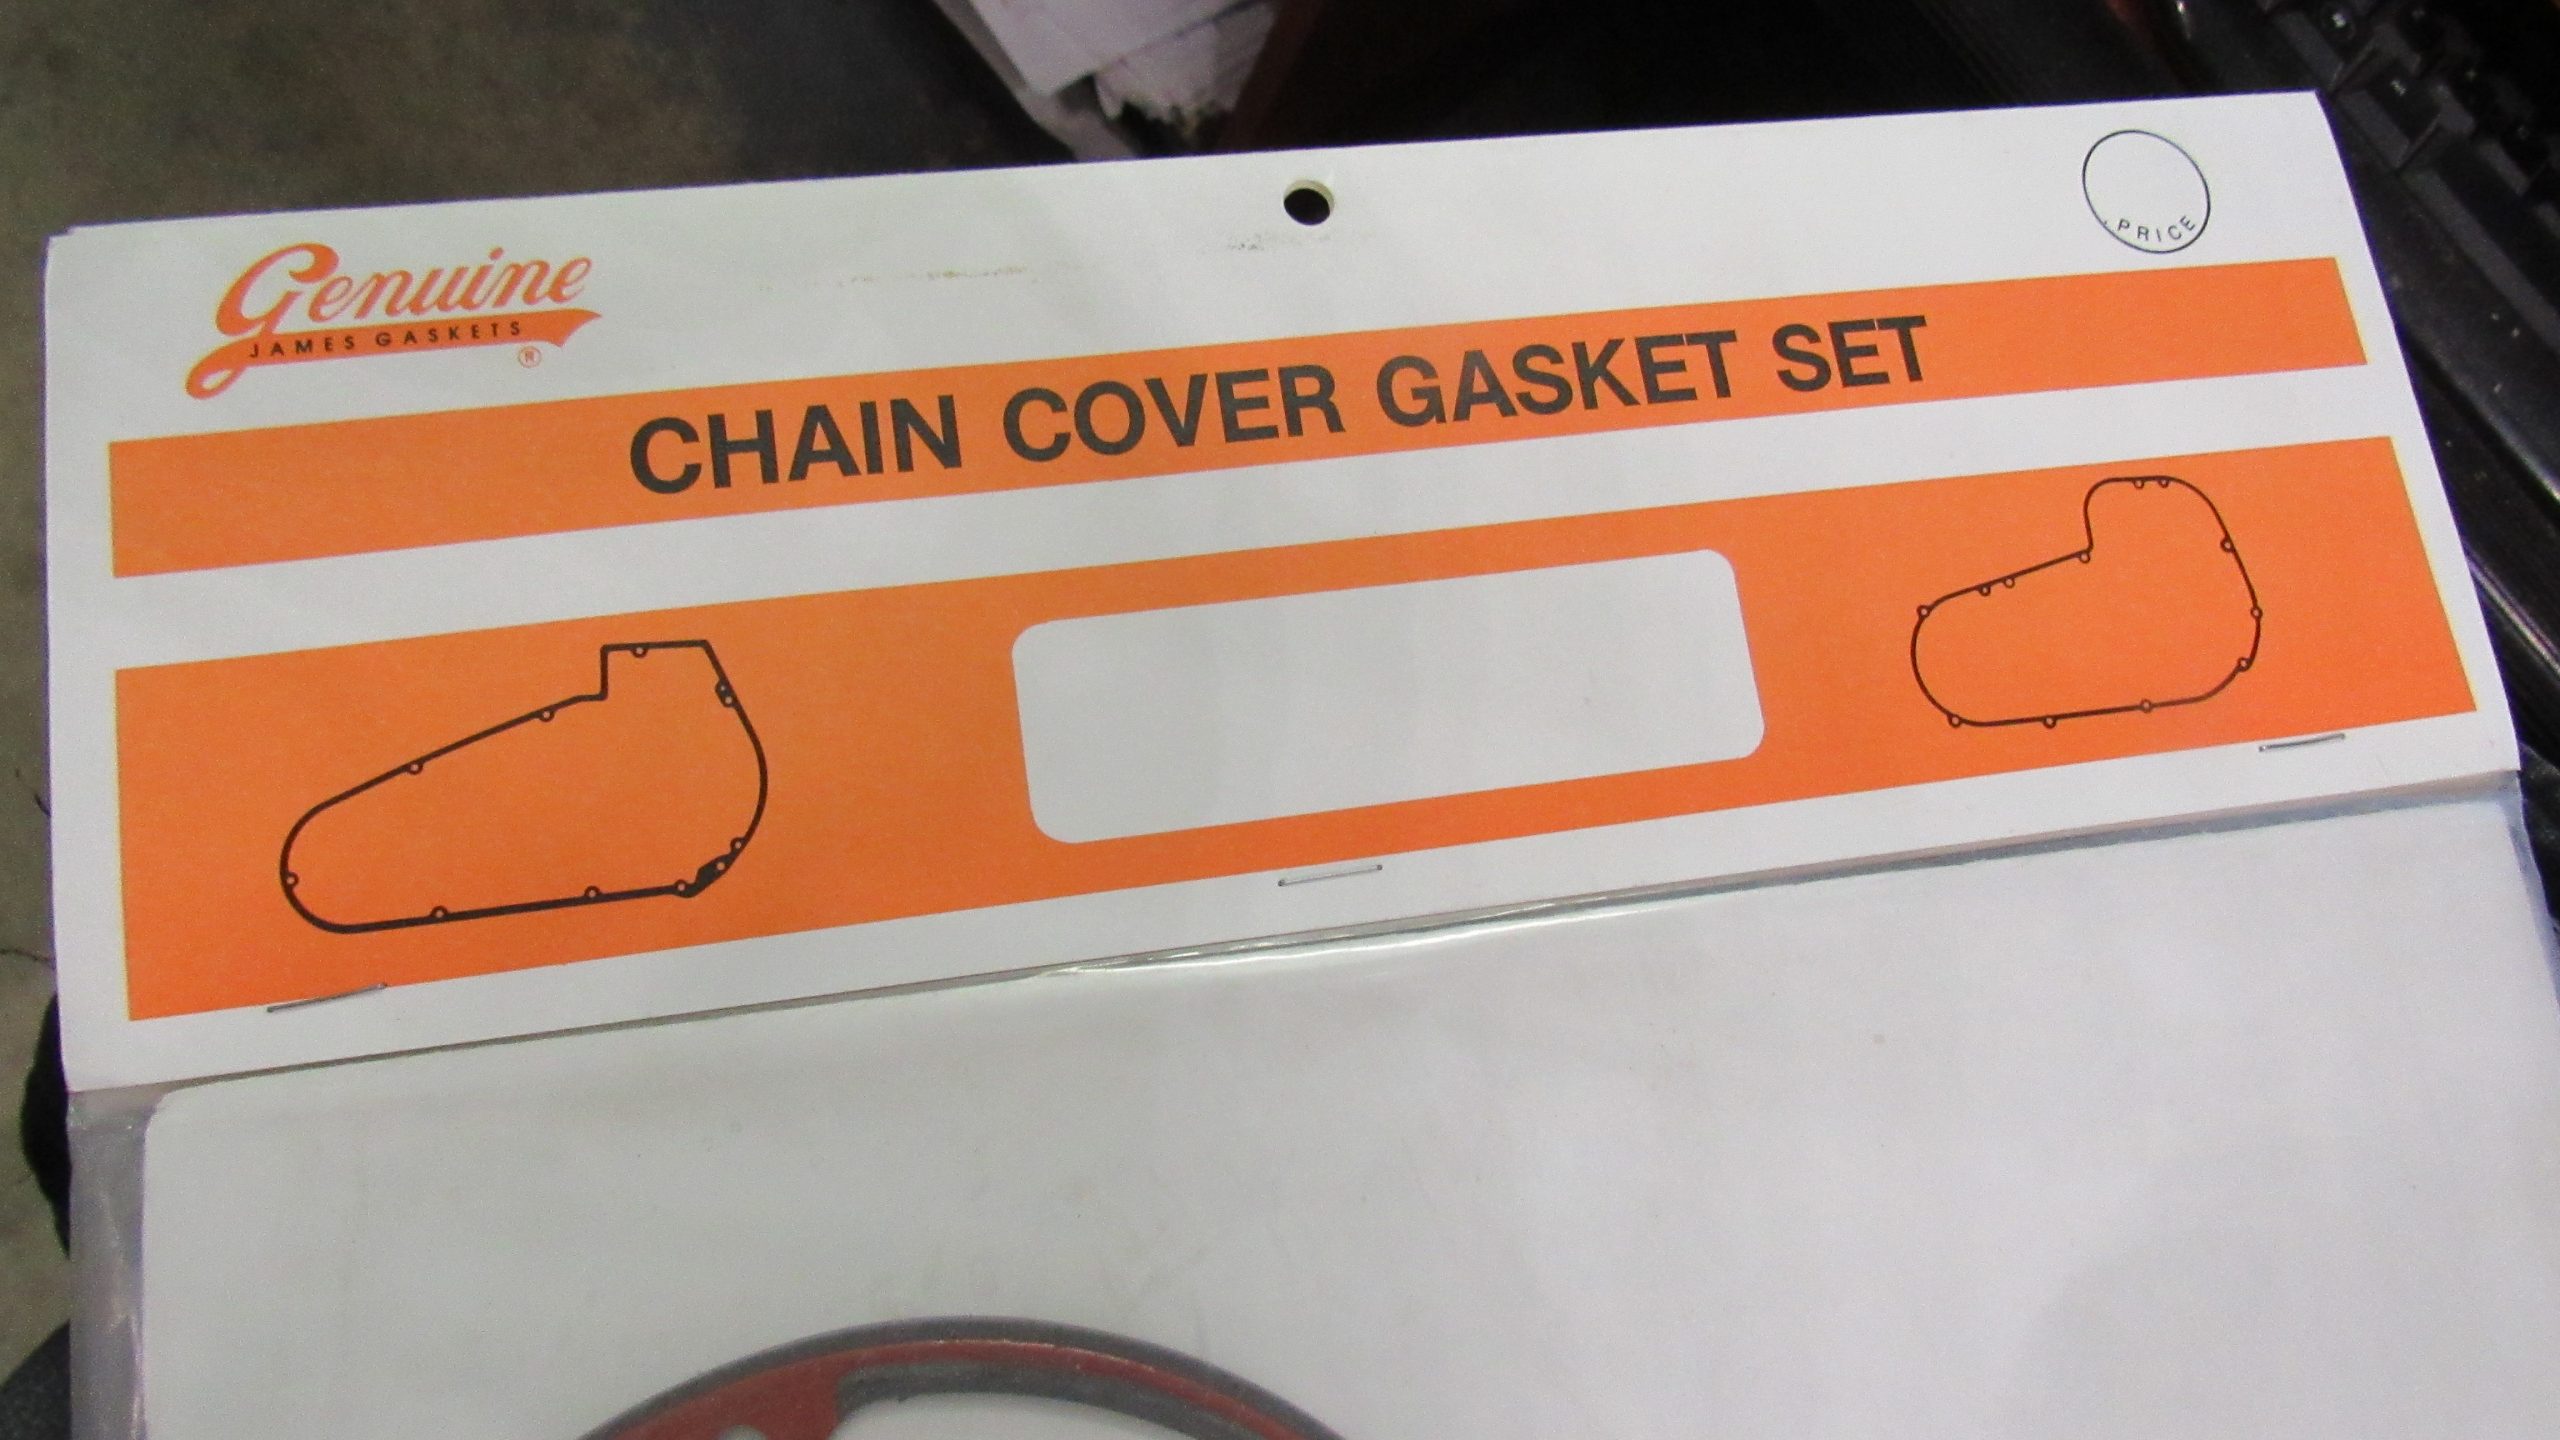 PRICE
Genuine
JAMES GASKETS
®
CHAIN COVER GASKET SET